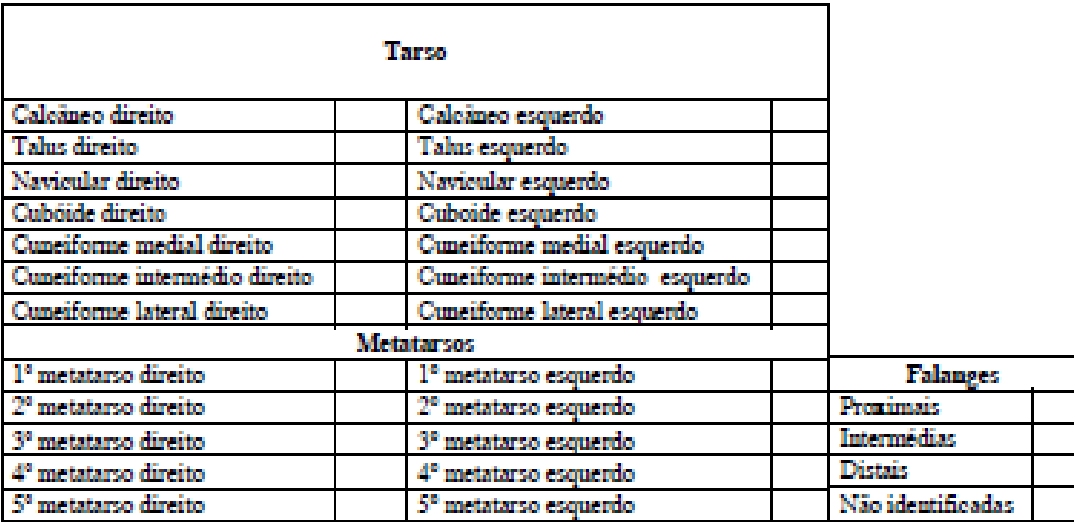 Tarso
Calcâneo direito Calcâneo esquerdo
Talus direito Talus esquerdo
Navicular direito Navicular esquerdo
Cubóide direito Cuboide esquerdo
Cuneiforme medial direito Cuneiforme medial esquerdo
Cuneiforme intermédio direito Cuneiforme intermédio esquerdo
Cuneiforme lateral direito Cuneiforme lateral esquerdo
Metatarsos
1º metatarso direito 1º metatarso esquerdo Falanges
2º metatarso direito 2º metatarso esquerdo Proximais
3º metatarso direito 3º metatarso esquerdo Intermédias
4º metatarso direito 4º metatarso esquerdo Distais
5º metatarso direito 5º metatarso esquerdo Não identificadas